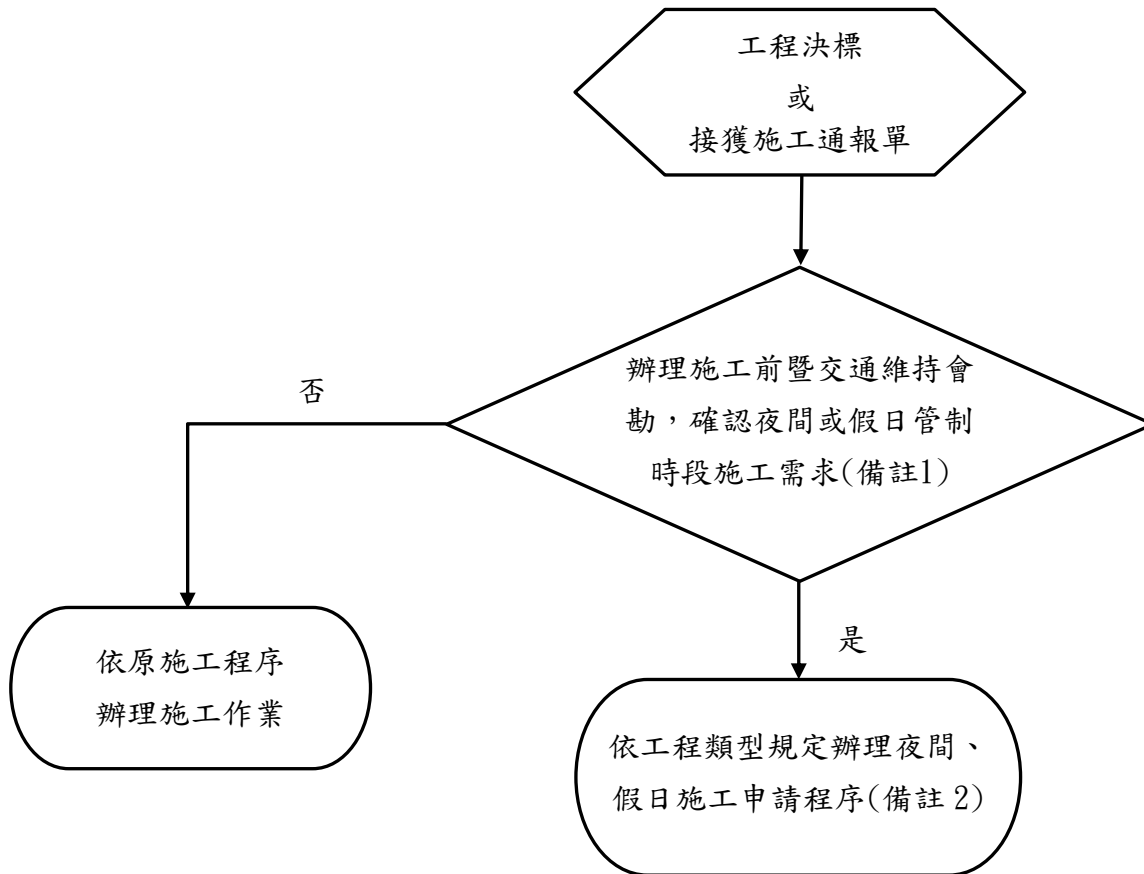 工程決標
或
接獲施工通報單
辦理施工前暨交通維持會
勘，確認夜間或假日管制
時段施工需求(備註1)
否
是
依原施工程序
辦理施工作業
依工程類型規定辦理夜間、
假日施工申請程序(備註 2)